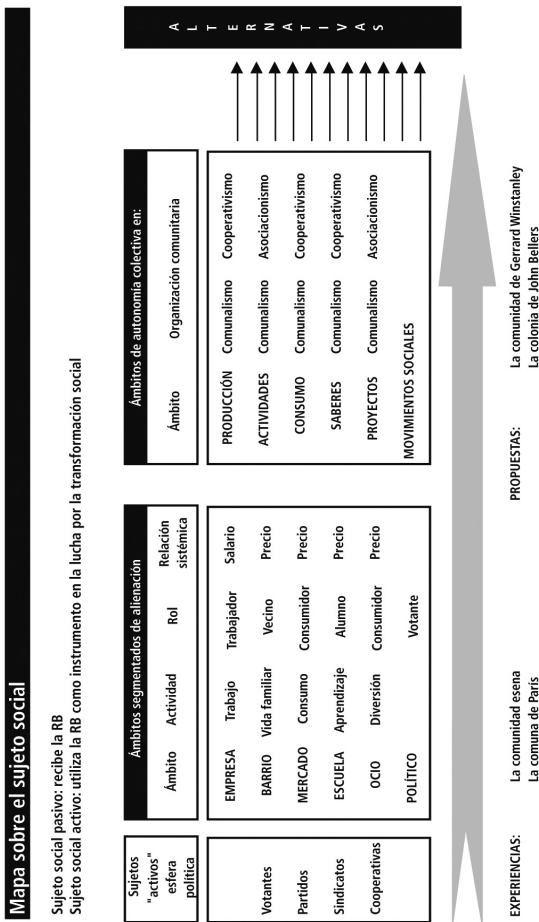 Mapa sobre el sujeto social
Sujeto social pasivo: recibe la RB
Sujeto social activo: utiliza la RB como instrumento en la lucha por la transformación social
Sujetos
"activos"
esfera
política
Votantes
Partidos
Sindicatos
Cooperativas
Ámbitos segmentados de alienación
Ámbito Actividad Rol Relación
sistémica
EMPRESA Trabajo Trabajador Salario
BARRIO Vida familiar Vecino Precio
MERCADO Consumo Consumidor Precio
ESCUELA Aprendizaje Alumno Precio
OCIO Diversión Consumidor Precio
POLÍTICO Votante
Ámbitos de autonomía colectiva en:
Ámbito Organización comunitaria
PRODUCCIÓN Comunalismo Cooperativismo
ACTIVIDADES Comunalismo Asociacionismo
CONSUMO Comunalismo Cooperativismo
SABERES Comunalismo Cooperativismo
PROYECTOS Comunalismo Asociacionismo
MOVIMIENTOS SOCIALES
ALTERNATIVAS
EXPERIENCIAS: La comunidad esena
La comuna de París
PROPUESTAS: La comunidad de Gerrard Winstanley
La colonia de John Bellers